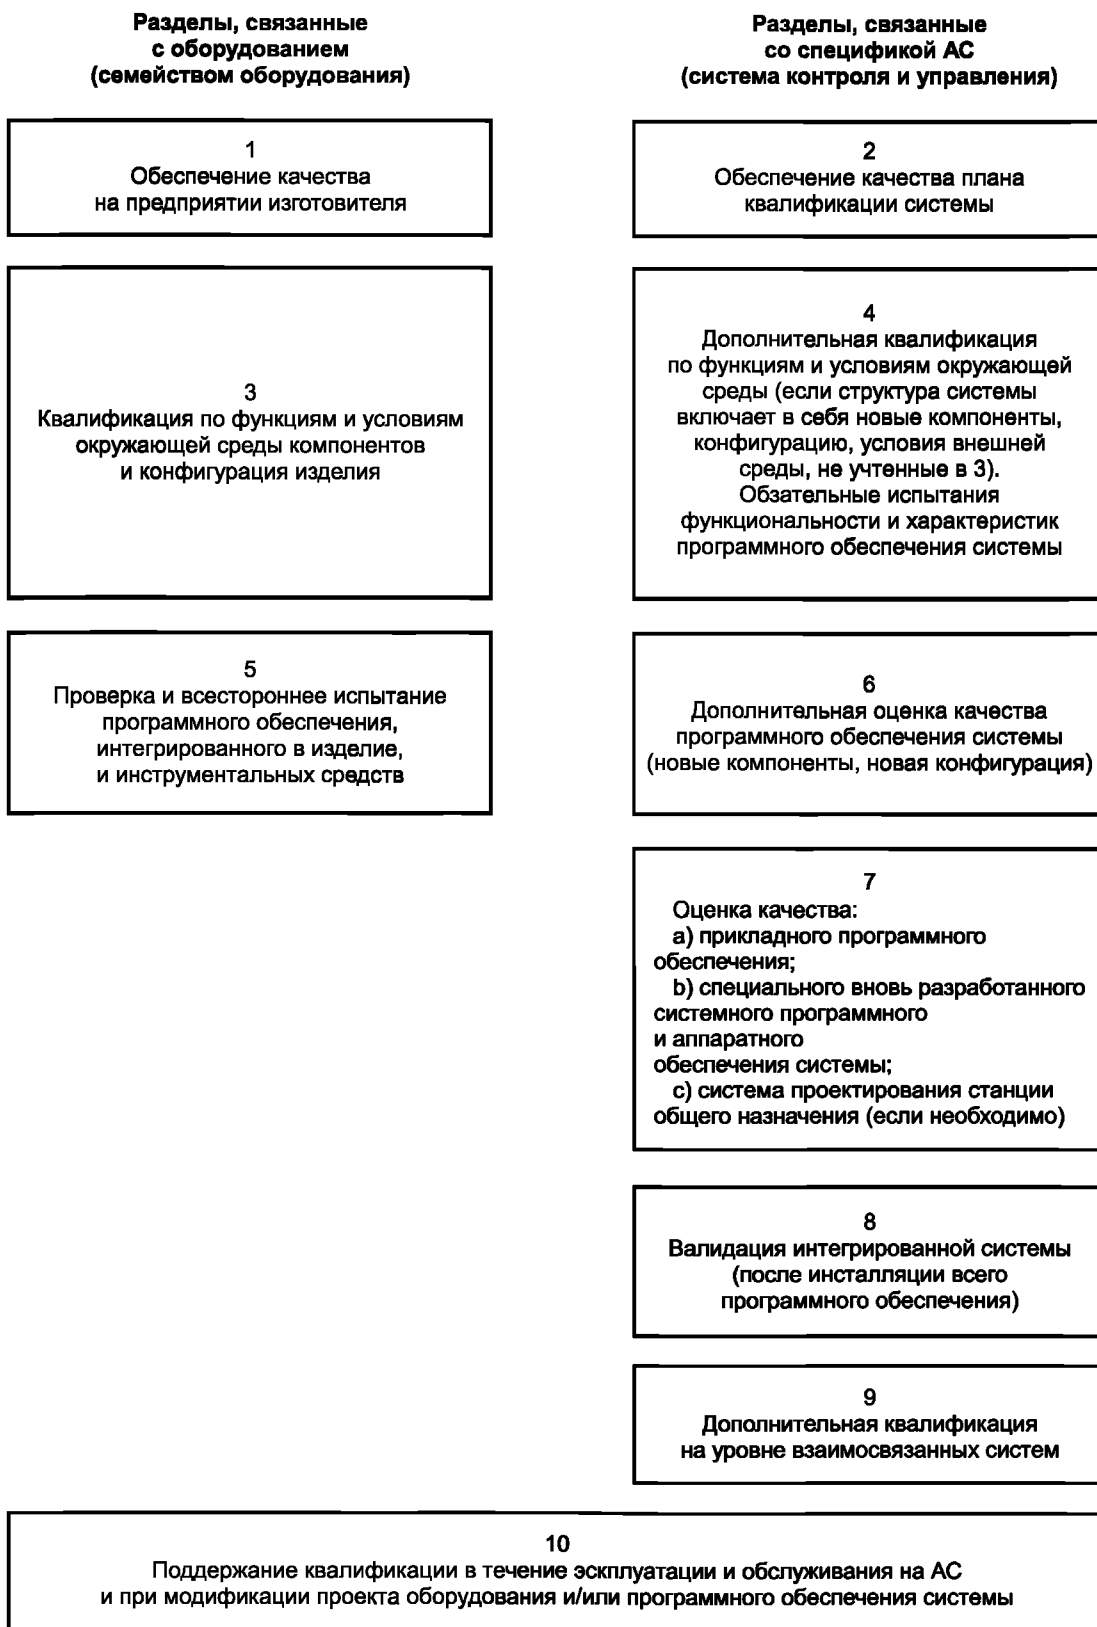 Разделы, связанные
с оборудованием
(семейством оборудования)
Разделы, связанные
со спецификой АС
(система контроля и управления)
1
Обеспечение качества
на предприятии изготовителя
2
Обеспечение качества плана
квалификации системы
3
Квалификация по функциям и условиям
окружающей среды компонентов
и конфигурация изделия
4
Дополнительная квалификация
по функциям и условиям окружающей
среды (если структура системы
включает в себя новые компоненты,
конфигурацию, условия внешней
среды, не учтенные в 3).
Обзательные испытания
функциональности и характеристик
программного обеспечения системы
5
Проверка и всестороннее испытание
программного обеспечения,
интегрированного в изделие,
и инструментальных средств
6
Дополнительная оценка качества
программного обеспечения системы
(новые компоненты, новая конфигурация)
7
Оценка качества:
a) прикладного программного
обеспечения;
b) специального вновь разработанного
системного программного
и аппаратного
обеспечения системы;
c) система проектирования станции
общего назначения (если необходимо)
8
Валидация интегрированной системы
(после инсталляции всего
программного обеспечения)
9
Дополнительная квалификация
на уровне взаимосвязанных систем
10
Поддержание квалификации в течение эскплуатации и обслуживания на АС
и при модификации проекта оборудования и/или программного обеспечения системы